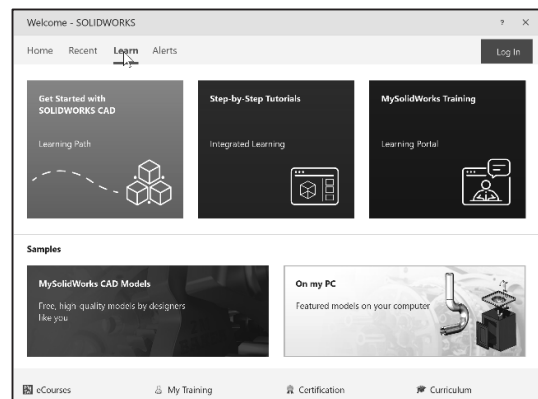 Welcome - SOLIDWORKS ? ×
Home Recent Learn Alerts Log In
Get Started with
SOLIDWORKS CAD
Learning Path
Step-by-Step Tutorials
Integrated Learning
MySolidWorks Training
Learning Portal
Samples
MySolidWorks CAD Models
Free, high-quality models by designers
like you
On my PC
Featured models on your computer
eCourses My Training Certification Curriculum